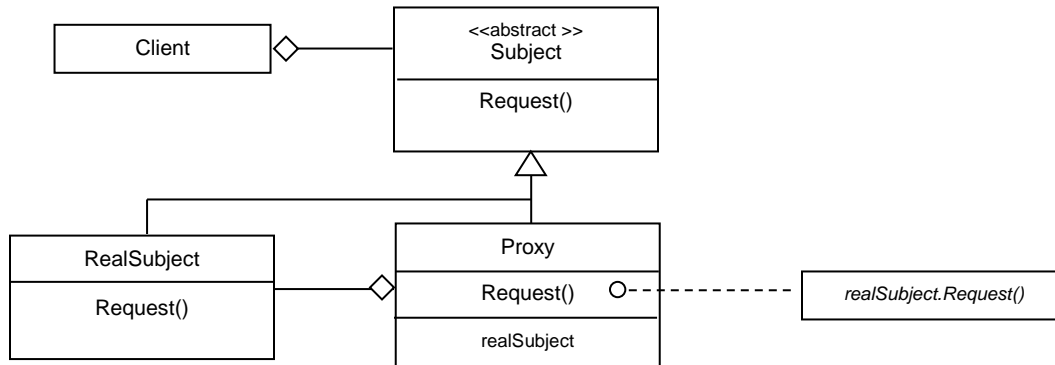 Client
<<abstract >>
Subject
Request()
RealSubject
Request()
Proxy
Request()
realSubject
realSubject.Request()